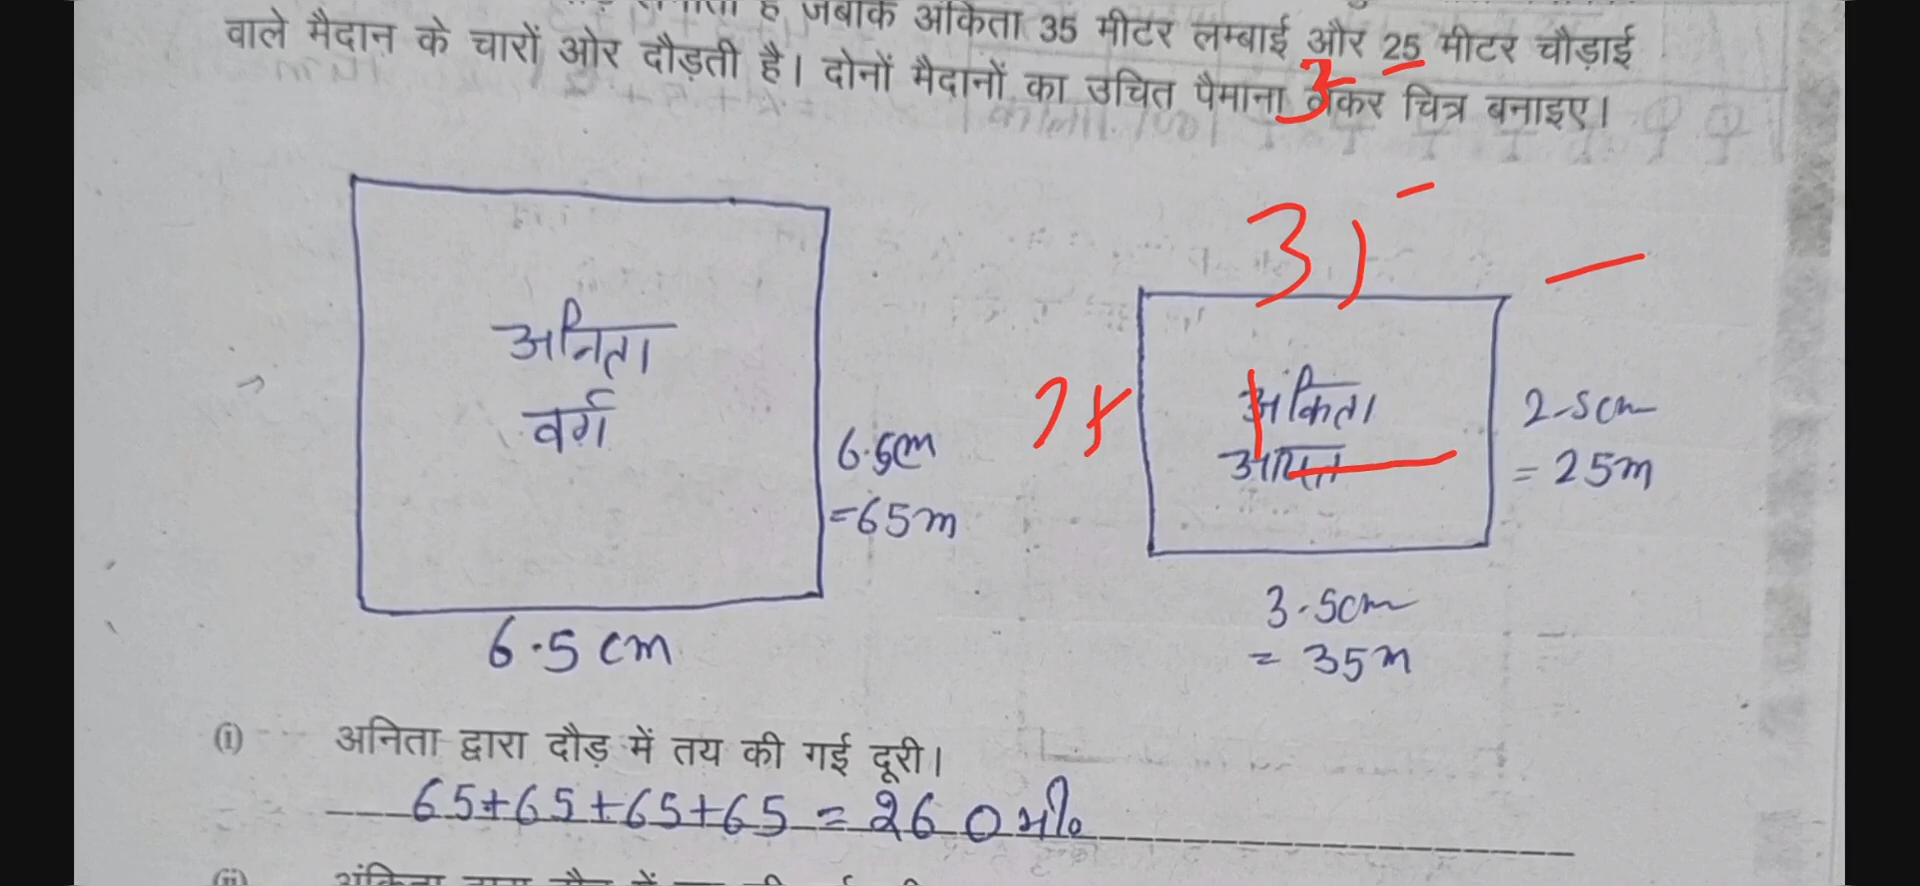 है जबकि अंकिता 35 मीटर लम्बाई और 25 मीटर चौड़ाई
वाले मैदान के चारों ओर दौड़ती है। दोनों मैदानों का उचित पैमाना लेकर चित्र बनाइए।
अनिता
वर्ग
6.5cm
=65m
6.5 cm
3
अंकिता
आयत
2.5cm
= 25m
3.5cm
= 35m
(i) अनिता द्वारा दौड़ में तय की गई दूरी।
65+65+65+65 = 260 मी०
(ii)